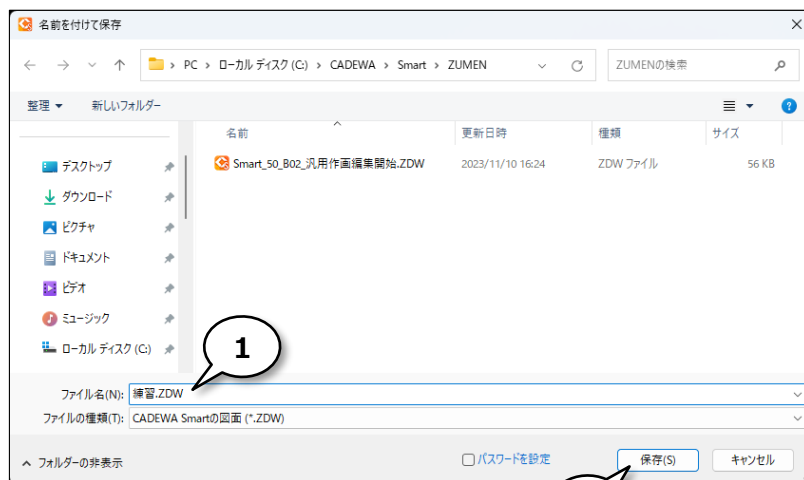 名前を付けて保存
PC › ローカル ディスク (C:) › CADEWA › Smart › ZUMEN
ZUMENの検索
整理 新しいフォルダー
名前 更新日時 種類 サイズ
Smart_50_B02_汎用作画編集開始.ZDW 2023/11/10 16:24 ZDW ファイル 56 KB
デスクトップ
ダウンロード
ピクチャ
ドキュメント
ビデオ
ミュージック
ローカル ディスク (C:)
1
ファイル名(N): 練習.ZDW
ファイルの種類(T): CADEWA Smartの図面 (*.ZDW)
フォルダーの非表示 パスワードを設定 保存(S) キャンセル